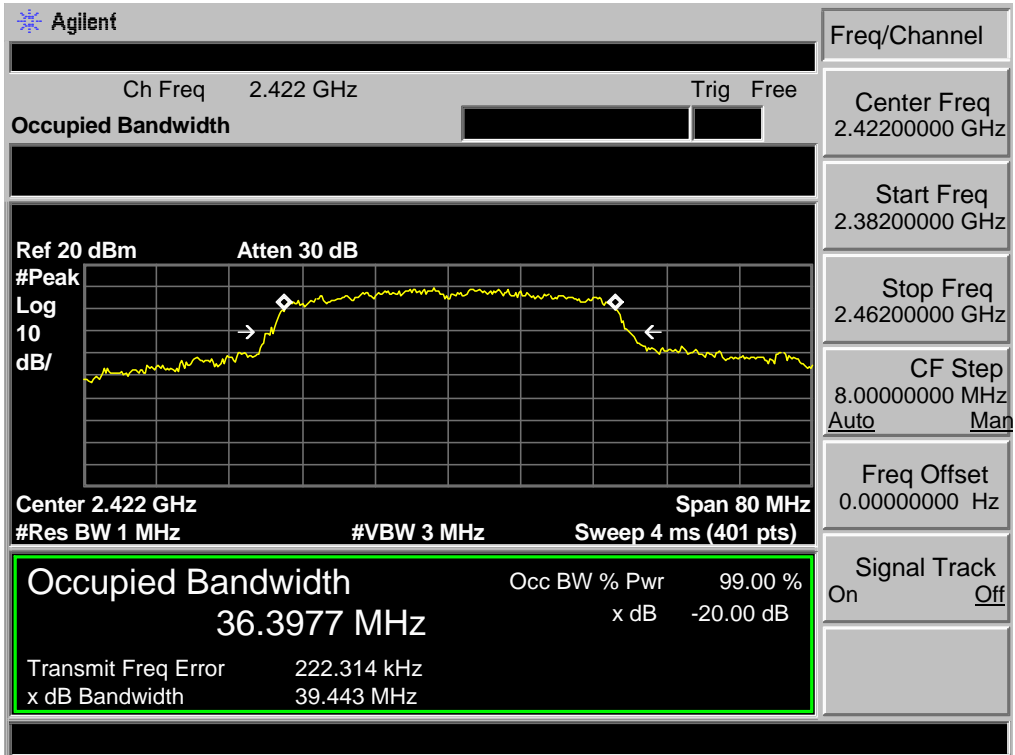 Agilent
Freq/Channel
Ch Freq 2.422 GHz Trig Free
Occupied Bandwidth
Center Freq
2.42200000 GHz
Start Freq
2.38200000 GHz
Stop Freq
2.46200000 GHz
CF Step
8.00000000 MHz
Auto Man
Freq Offset
0.00000000 Hz
Signal Track
On Off
Ref 20 dBm Atten 30 dB
#Peak
Log
10
dB/
Center 2.422 GHz Span 80 MHz
#Res BW 1 MHz #VBW 3 MHz Sweep 4 ms (401 pts)
Occupied Bandwidth Occ BW % Pwr 99.00 %
36.3977 MHz x dB -20.00 dB
Transmit Freq Error 222.314 kHz
x dB Bandwidth 39.443 MHz